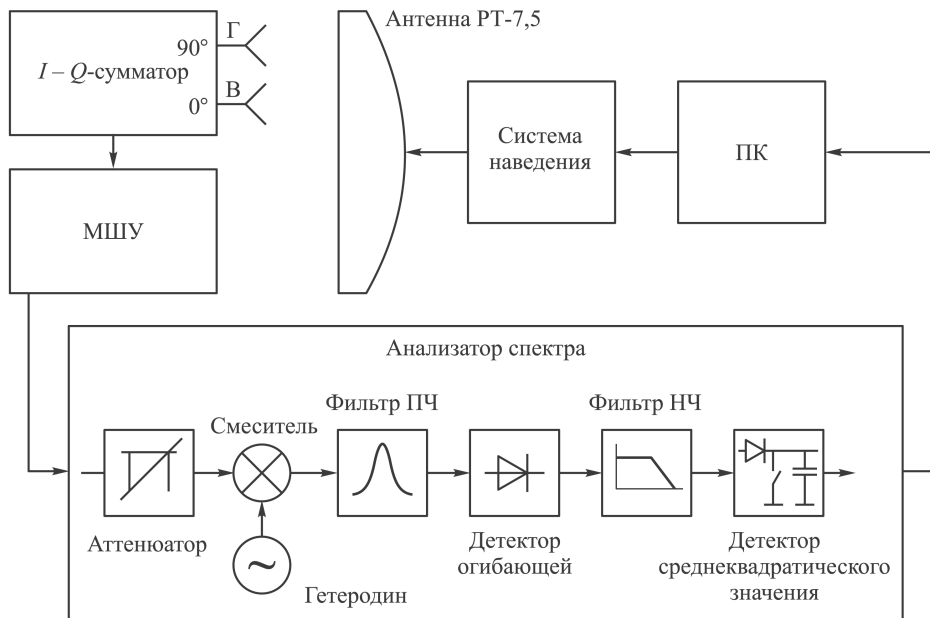 Антенна РТ-7,5
Г
90°
I – Q-сумматор
В
0°
Система
наведения
ПК
МШУ
Анализатор спектра
Фильтр ПЧ
Фильтр НЧ
Смеситель
Аттенюатор
~
Гетеродин
Детектор
огибающей
Детектор
среднеквадратического
значения